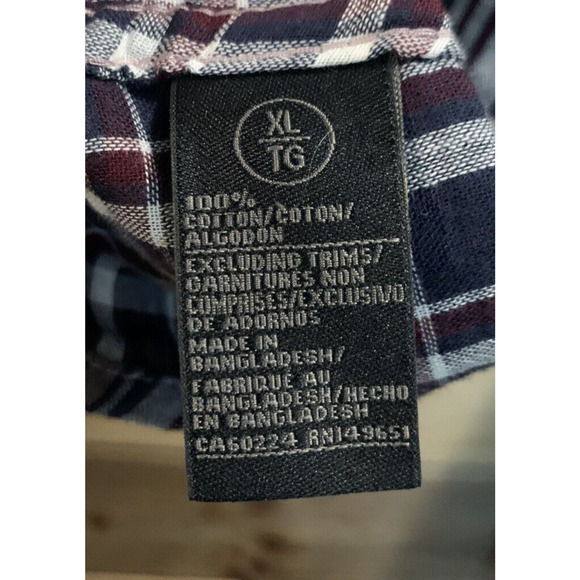 XL
TG
100%
COTTON/COTON/
ALGODON
EXCLUDING TRIMS/
GARNITURES NON
COMPRISES/EXCLUSIVO
DE ADORNOS
MADE IN
BANGLADESH/
FABRIQUE AU
BANGLADESH/HECHO
EN BANGLADESH
CA60224 RN149651